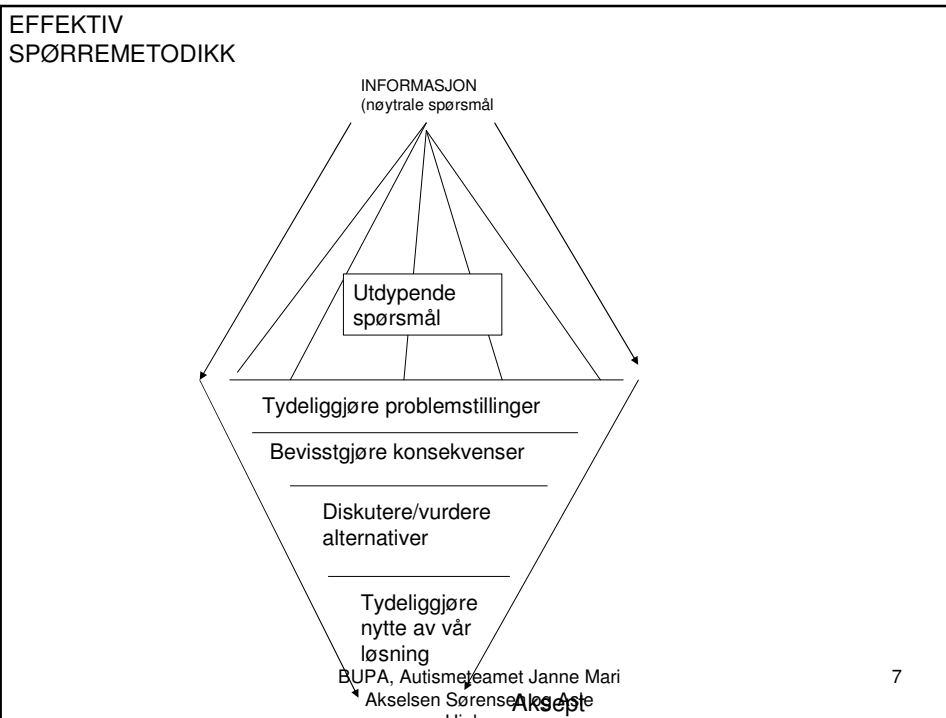 EFFEKTIV
SPØRREMETODIKK
INFORMASJON
(nøytrale spørsmål
Utdypende
spørsmål
Tydeliggjøre problemstillinger
Bevisstgjøre konsekvenser
Diskutere/vurdere
alternativer
Tydeliggjøre
nytte av vår
løsning
BUPA, Autismeteamet Janne Mari
Akselsen Sørensen og
Aksept
7